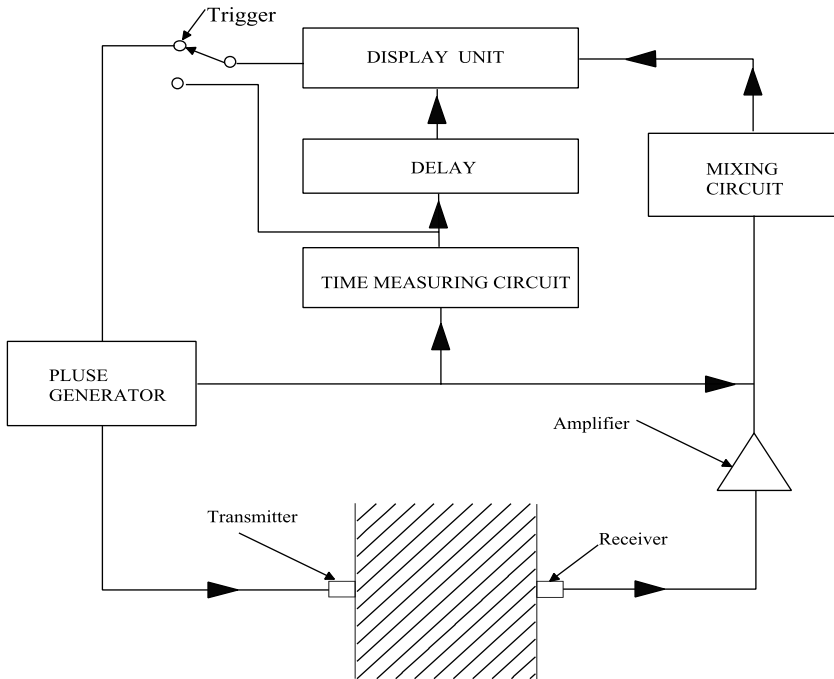 Trigger
DISPLAY UNIT
DELAY
MIXING
CIRCUIT
TIME MEASURING CIRCUIT
PLUSE
GENERATOR
Amplifier
Transmitter
Receiver